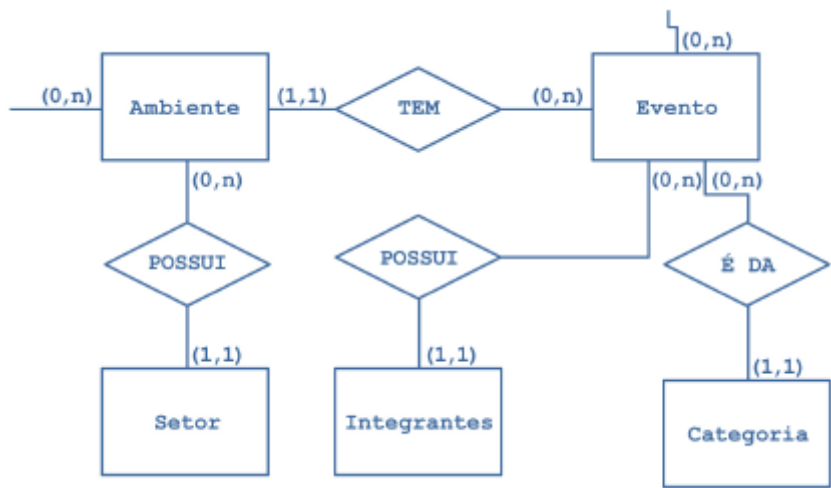 (0,n)
(0,n) Ambiente (1,1) TEM (0,n) Evento
(0,n) (0,n) (0,n)
POSSUI POSSUI É DA
(1,1) (1,1) (1,1)
Setor Integrantes Categoria